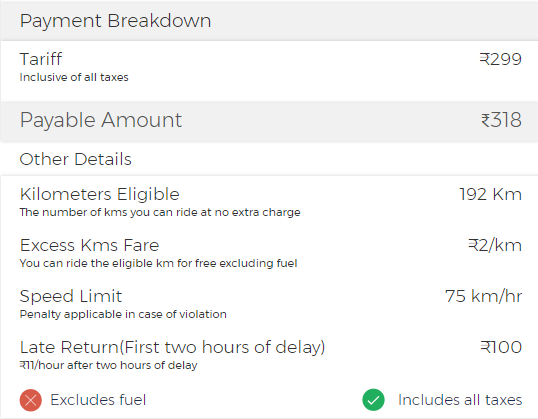 Payment Breakdown
Tariff ₹299
Inclusive of all taxes
Payable Amount ₹318
Other Details
Kilometers Eligible 192 Km
The number of kms you can ride at no extra charge
Excess Kms Fare ₹2/km
You can ride the eligible km for free excluding fuel
Speed Limit 75 km/hr
Penalty applicable in case of violation
Late Return(First two hours of delay) ₹100
₹11/hour after two hours of delay
Excludes fuel Includes all taxes